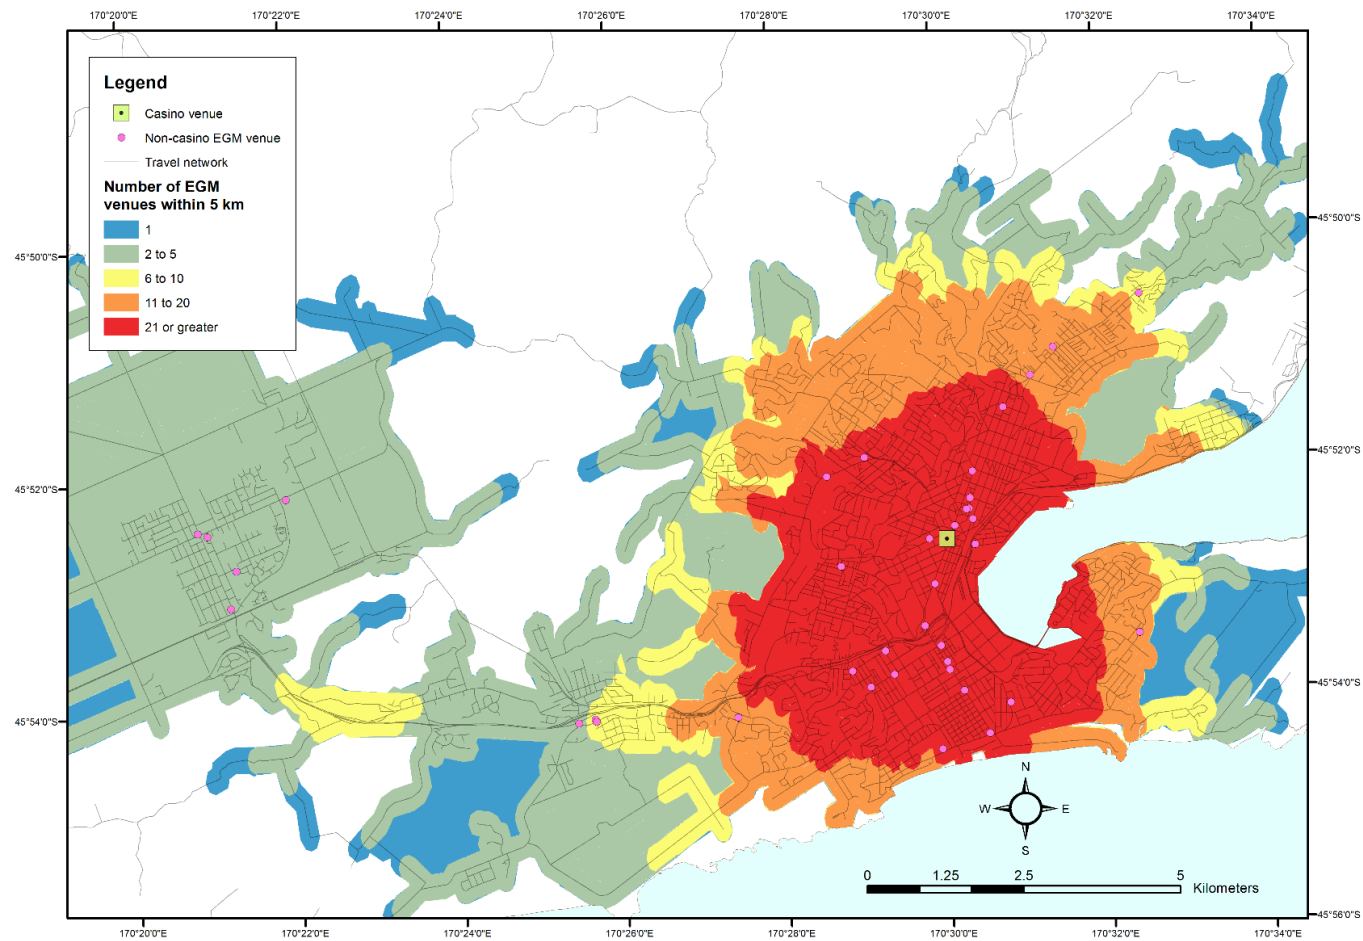 170°20'0"E 170°22'0"E 170°24'0"E 170°26'0"E 170°28'0"E 170°30'0"E 170°32'0"E 170°34'0"E
Legend
Casino venue
Non-casino EGM venue
Travel network
Number of EGM
venues within 5 km
1
2 to 5
6 to 10
11 to 20
21 or greater
45°50'0"S
45°52'0"S
45°54'0"S
45°50'0"S
45°52'0"S
45°54'0"S
45°56'0"S
N
W E
S
0 1.25 2.5 5
Kilometers
170°20'0"E 170°22'0"E 170°24'0"E 170°26'0"E 170°28'0"E 170°30'0"E 170°32'0"E 170°34'0"E